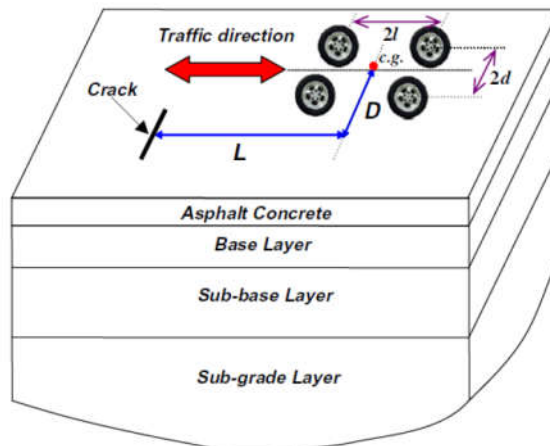 2l
Traffic direction
c.g.
2d
Crack
D
L
Asphalt Concrete
Base Layer
Sub-base Layer
Sub-grade Layer